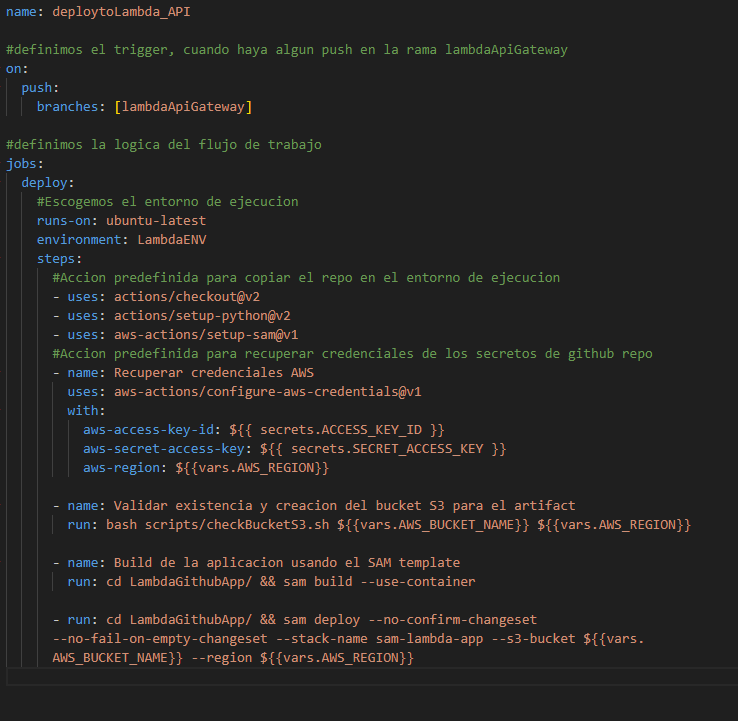 name: deploytoLambda_API
#definimos el trigger, cuando haya algun push en la rama lambdaApiGateway
on:
push:
branches: [lambdaApiGateway]
#definimos la logica del flujo de trabajo
jobs:
deploy:
#Escogemos el entorno de ejecucion
runs-on: ubuntu-latest
environment: LambdaENV
steps:
#Accion predefinida para copiar el repo en el entorno de ejecucion
- uses: actions/checkout@v2
- uses: actions/setup-python@v2
- uses: aws-actions/setup-sam@v1
#Accion predefinida para recuperar credenciales de los secretos de github repo
- name: Recuperar credenciales AWS
uses: aws-actions/configure-aws-credentials@v1
with:
aws-access-key-id: ${{ secrets.ACCESS_KEY_ID }}
aws-secret-access-key: ${{ secrets.SECRET_ACCESS_KEY }}
aws-region: ${{vars.AWS_REGION}}
- name: Validar existencia y creacion del bucket S3 para el artifact
run: bash scripts/checkBucketS3.sh ${{vars.AWS_BUCKET_NAME}} ${{vars.AWS_REGION}}
- name: Build de la aplicacion usando el SAM template
run: cd LambdaGithubApp/ && sam build --use-container
- run: cd LambdaGithubApp/ && sam deploy --no-confirm-changeset
--no-fail-on-empty-changeset --stack-name sam-lambda-app --s3-bucket ${{vars.
AWS_BUCKET_NAME}} --region ${{vars.AWS_REGION}}